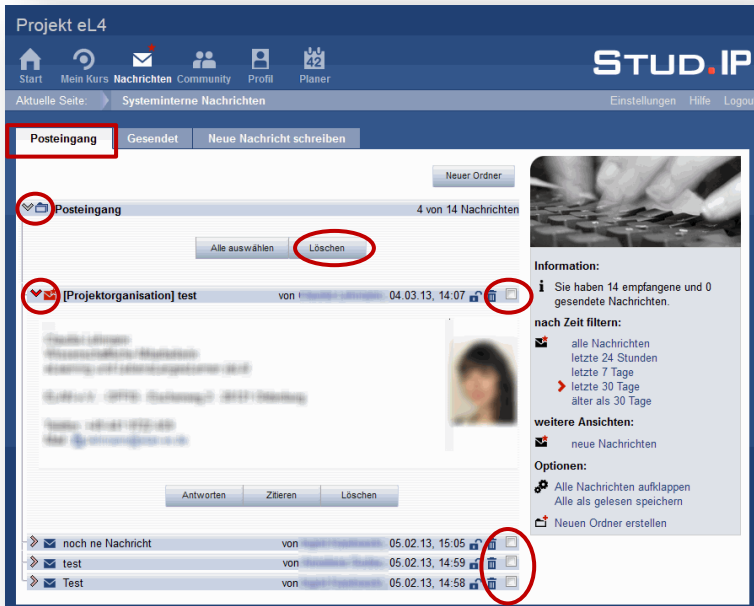 Projekt eL4
42
Start Mein Kurs Nachrichten Community Profil Planer
STUD.IP
Aktuelle Seite: Systeminterne Nachrichten Einstellungen Hilfe Logou
Posteingang Gesendet Neue Nachricht schreiben
Neuer Ordner
Posteingang 4 von 14 Nachrichten
Alle auswählen Löschen
[Projektorganisation] test von 04.03.13, 14:07
Antworten Zitieren Löschen
noch ne Nachricht von 05.02.13, 15:05
test von 05.02.13, 14:59
Test von 05.02.13, 14:58
Information:
Sie haben 14 empfangene und 0
gesendete Nachrichten.
nach Zeit filtern:
alle Nachrichten
letzte 24 Stunden
letzte 7 Tage
letzte 30 Tage
älter als 30 Tage
weitere Ansichten:
neue Nachrichten
Optionen:
Alle Nachrichten aufklappen
Alle als gelesen speichern
Neuen Ordner erstellen